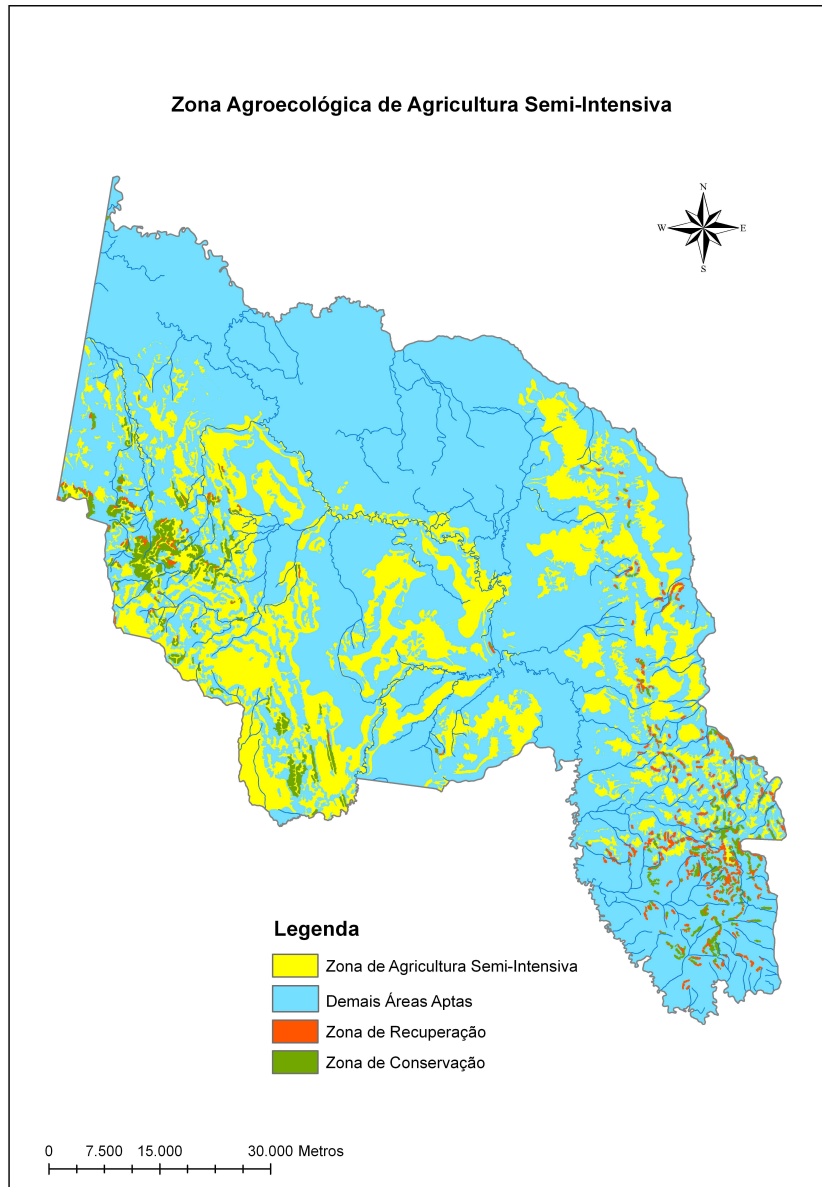 Zona Agroecológica de Agricultura Semi-Intensiva
N
W E
S
Legenda
Zona de Agricultura Semi-Intensiva
Demais Áreas Aptas
Zona de Recuperação
Zona de Conservação
0 7.500 15.000 30.000 Metros